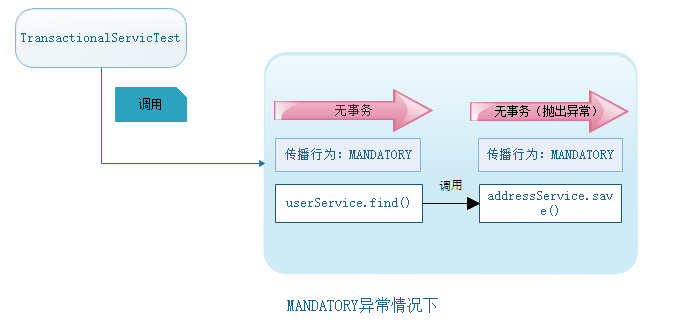 TransactionalServicTest
调用
无事务
无事务（抛出异常）
传播行为：MANDATORY
传播行为：MANDATORY
调用
userService.find()
addressService.sav
e()
MANDATORY异常情况下